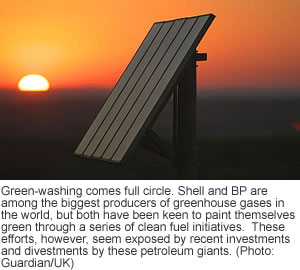 Green-washing comes full circle. Shell and BP are
among the biggest producers of greenhouse gases in
the world, but both have been keen to paint themselves
green through a series of clean fuel initiatives.  These
efforts, however, seem exposed by recent investments
and divestments by these petroleum giants. (Photo:
Guardian/UK)